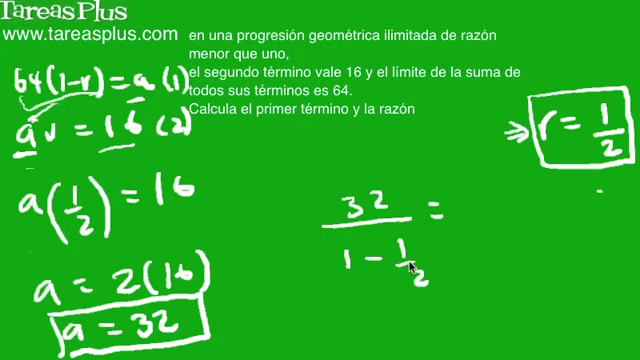 TareasPlus
www.tareasplus.com
en una progresión geométrica ilimitada de razón
menor que uno,
el segundo término vale 16 y el límite de la suma de
todos sus términos es 64.
Calcula el primer término y la razón
64(1-r) = a (1)
ar = 16 (2)
a(1/2) = 16
a = 2(16)
a = 32
32/(1 - 1/2) =
⇒ r = 1/2